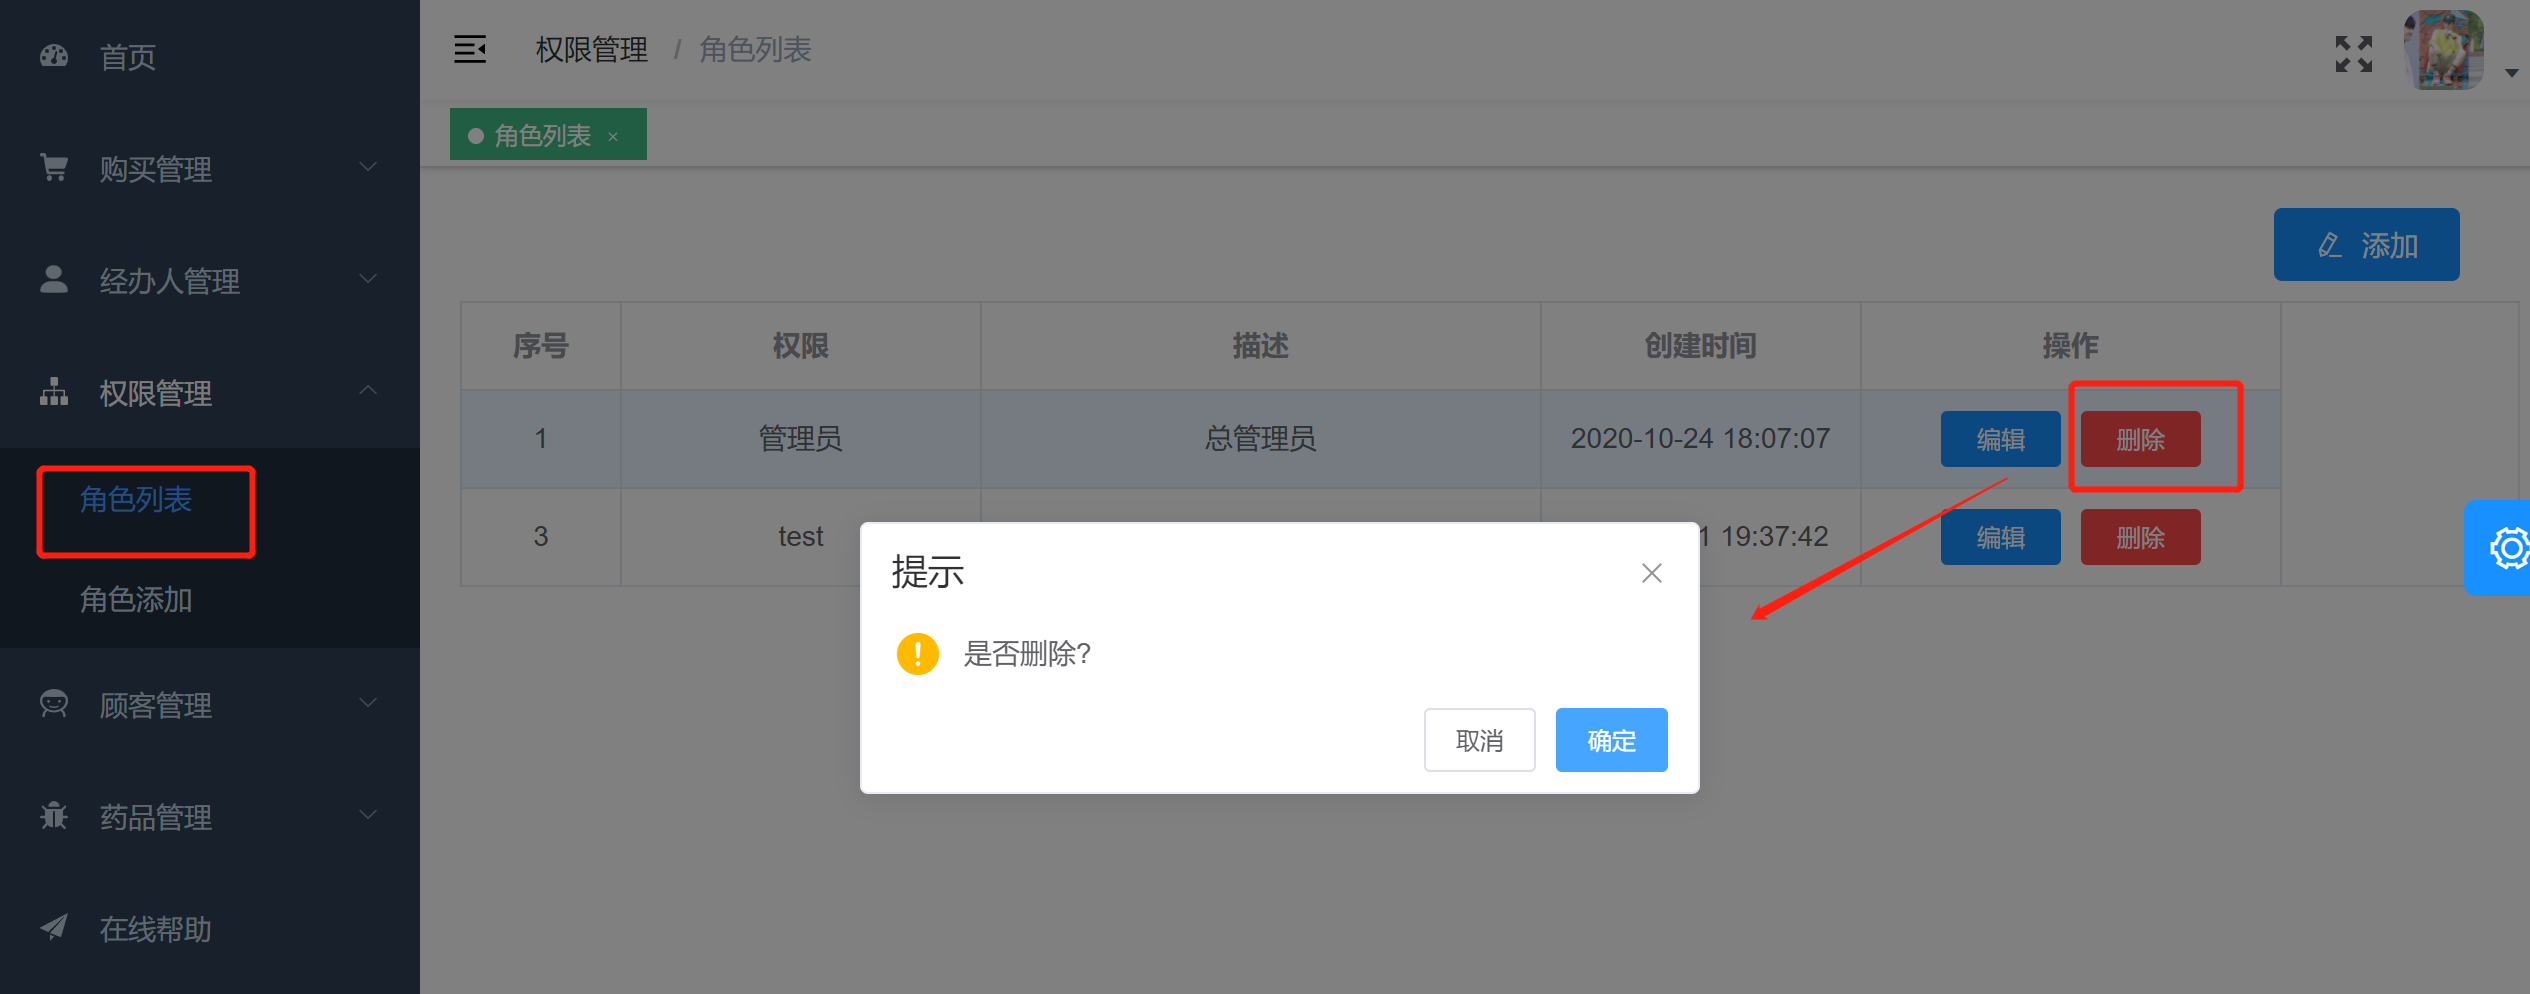 首页
购买管理
经办人管理
权限管理
角色列表
角色添加
顾客管理
药品管理
在线帮助
权限管理 / 角色列表
角色列表 ×
添加
序号 权限 描述 创建时间 操作
1 管理员 总管理员 2020-10-24 18:07:07 编辑 删除
3 test 19:37:42 编辑 删除
提示
是否删除?
取消 确定